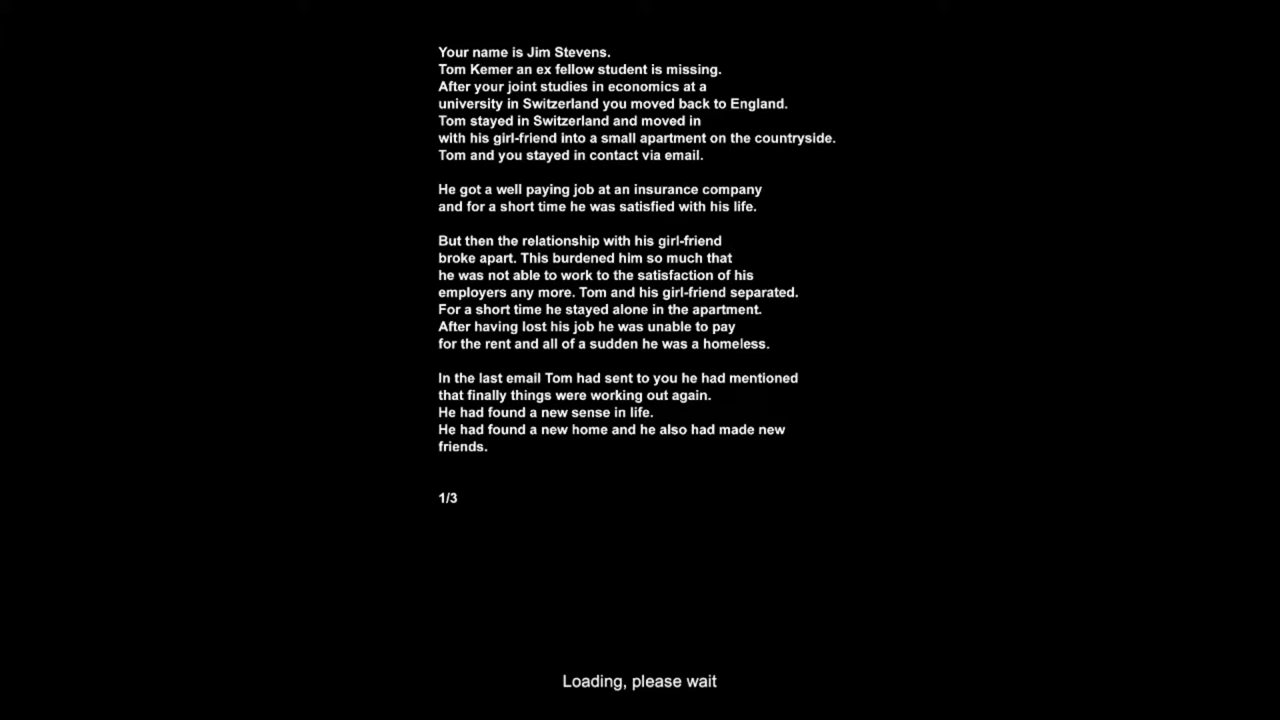 Your name is Jim Stevens.
Tom Kemer an ex fellow student is missing.
After your joint studies in economics at a
university in Switzerland you moved back to England.
Tom stayed in Switzerland and moved in
with his girl-friend into a small apartment on the countryside.
Tom and you stayed in contact via email.
He got a well paying job at an insurance company
and for a short time he was satisfied with his life.
But then the relationship with his girl-friend
broke apart. This burdened him so much that
he was not able to work to the satisfaction of his
employers any more. Tom and his girl-friend separated.
For a short time he stayed alone in the apartment.
After having lost his job he was unable to pay
for the rent and all of a sudden he was a homeless.
In the last email Tom had sent to you he had mentioned
that finally things were working out again.
He had found a new sense in life.
He had found a new home and he also had made new
friends.
1/3
Loading, please wait